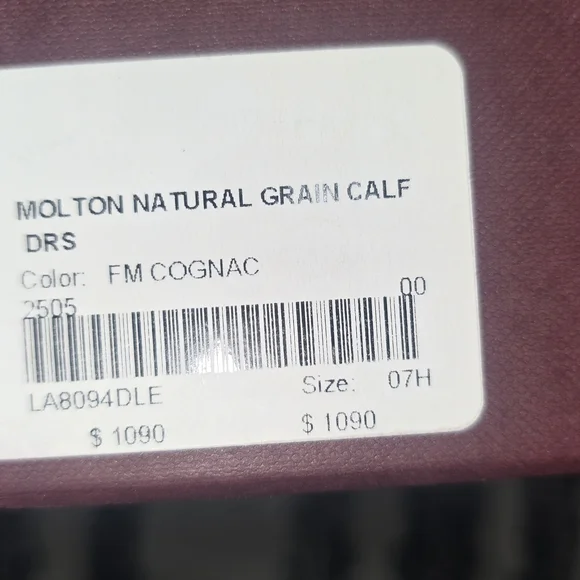 MOLTON NATURAL GRAIN CALF
DRS
Color: FM COGNAC
2505 00
LA8094DLE Size: 07H
$ 1090 $ 1090